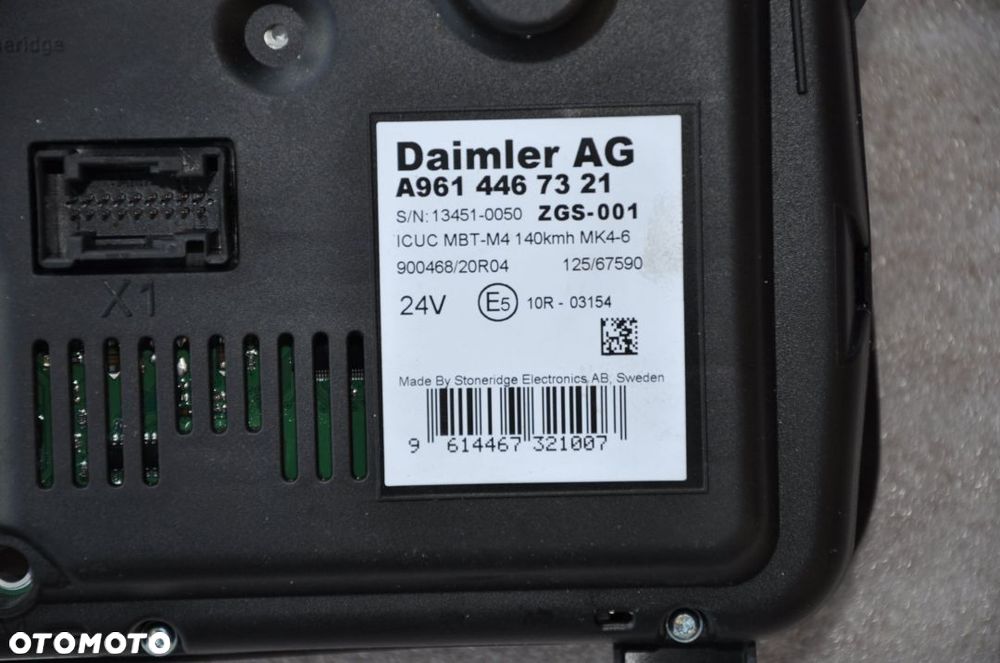 Daimler AG
A961 446 73 21
S/N:13451-0050 ZGS-001
ICUC MBT-M4 140kmh MK4-6
900468/20R04 125/67590
24V E5 10R - 03154
Made By Stoneridge Electronics AB, Sweden
9 614467 321007
X1
OTOMOTO